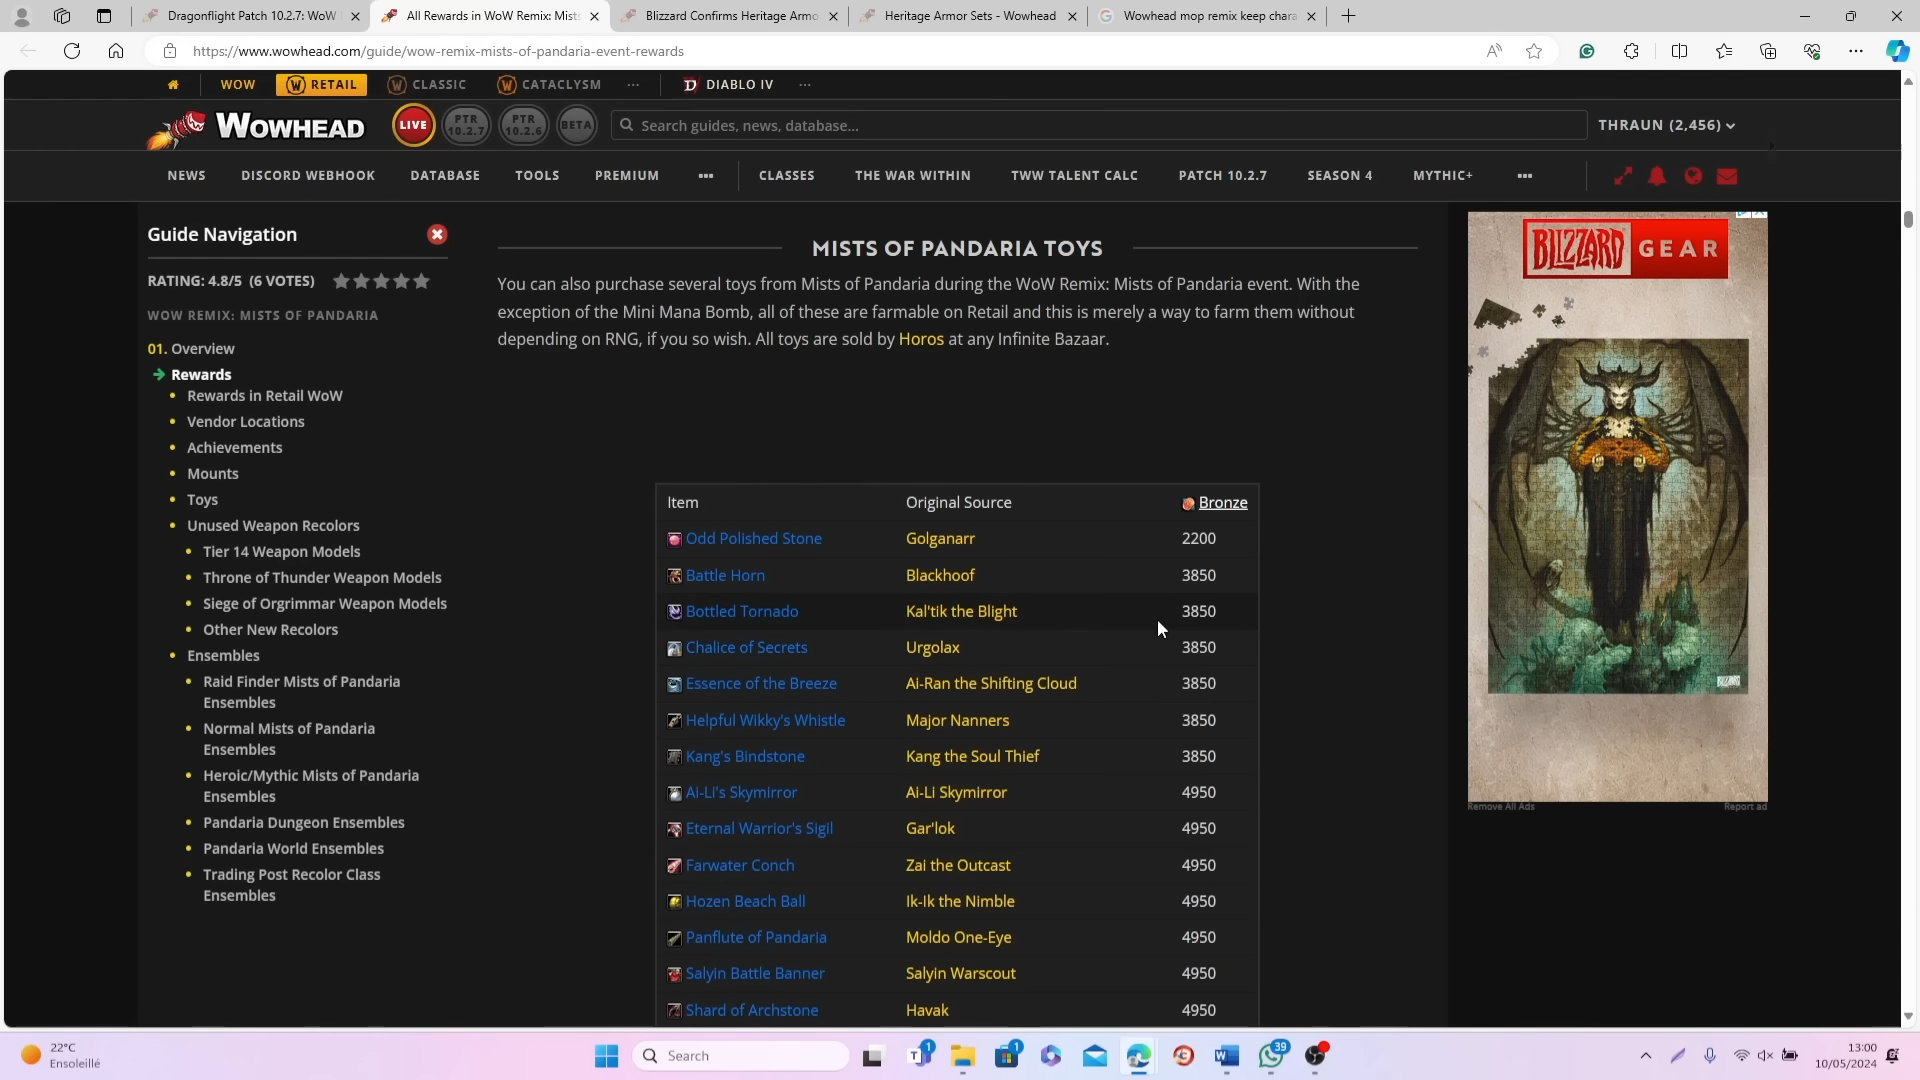 Dragonflight Patch 10.2.7: WoW
All Rewards in WoW Remix: Mists
Blizzard Confirms Heritage Armo
Heritage Armor Sets - Wowhead
Wowhead mop remix keep chara
https://www.wowhead.com/guide/wow-remix-mists-of-pandaria-event-rewards
WOW
RETAIL
CLASSIC
CATACLYSM
DIABLO IV
WOWHEAD
LIVE
PTR
10.2.7
PTR
10.2.6
BETA
Search guides, news, database...
THRAUN (2,456)
NEWS
DISCORD WEBHOOK
DATABASE
TOOLS
PREMIUM
CLASSES
THE WAR WITHIN
TWW TALENT CALC
PATCH 10.2.7
SEASON 4
MYTHIC+
Guide Navigation
RATING: 4.8/5 (6 VOTES)
WOW REMIX: MISTS OF PANDARIA
01. Overview
Rewards
Rewards in Retail WoW
Vendor Locations
Achievements
Mounts
Toys
Unused Weapon Recolors
Tier 14 Weapon Models
Throne of Thunder Weapon Models
Siege of Orgrimmar Weapon Models
Other New Recolors
Ensembles
Raid Finder Mists of Pandaria
Ensembles
Normal Mists of Pandaria
Ensembles
Heroic/Mythic Mists of Pandaria
Ensembles
Pandaria Dungeon Ensembles
Pandaria World Ensembles
Trading Post Recolor Class
Ensembles
MISTS OF PANDARIA TOYS
You can also purchase several toys from Mists of Pandaria during the WoW Remix: Mists of Pandaria event. With the
exception of the Mini Mana Bomb, all of these are farmable on Retail and this is merely a way to farm them without
depending on RNG, if you so wish. All toys are sold by Horos at any Infinite Bazaar.
Item Original Source Bronze
Odd Polished Stone Golganarr 2200
Battle Horn Blackhoof 3850
Bottled Tornado Kal'tik the Blight 3850
Chalice of Secrets Urgolax 3850
Essence of the Breeze Ai-Ran the Shifting Cloud 3850
Helpful Wikky's Whistle Major Nanners 3850
Kang's Bindstone Kang the Soul Thief 3850
Ai-Li's Skymirror Ai-Li Skymirror 4950
Eternal Warrior's Sigil Gar'lok 4950
Farwater Conch Zai the Outcast 4950
Hozen Beach Ball Ik-Ik the Nimble 4950
Panflute of Pandaria Moldo One-Eye 4950
Salyin Battle Banner Salyin Warscout 4950
Shard of Archstone Havak 4950
BLIZZARD GEAR
BLIZZARD
Remove All Ads
Report ad
22°C
Ensoleillé
Search
1
1
39
13:00
10/05/2024